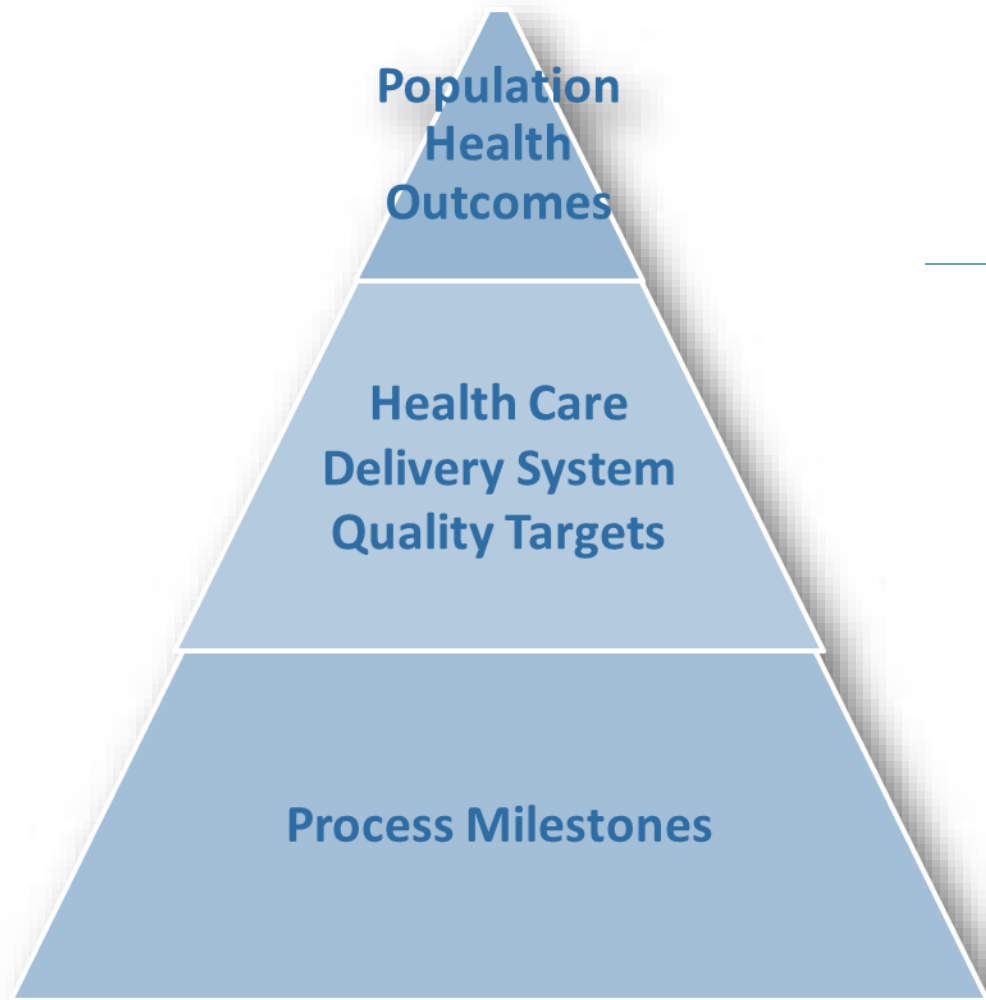 Population
Health
Outcomes
Health Care
Delivery System
Quality Targets
Process Milestones